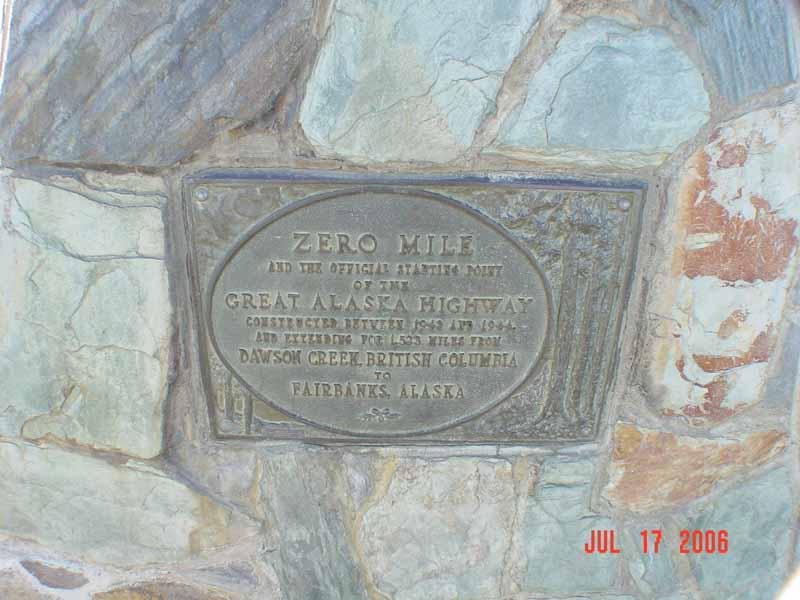 ZERO MILE
AND THE OFFICIAL STARTING POINT
OF THE
GREAT ALASKA HIGHWAY
CONSTRUCTED BETWEEN 1942 AND 1944
AND EXTENDING FOR 1,523 MILES FROM
DAWSON CREEK, BRITISH COLUMBIA
TO
FAIRBANKS, ALASKA
JUL 17 2006